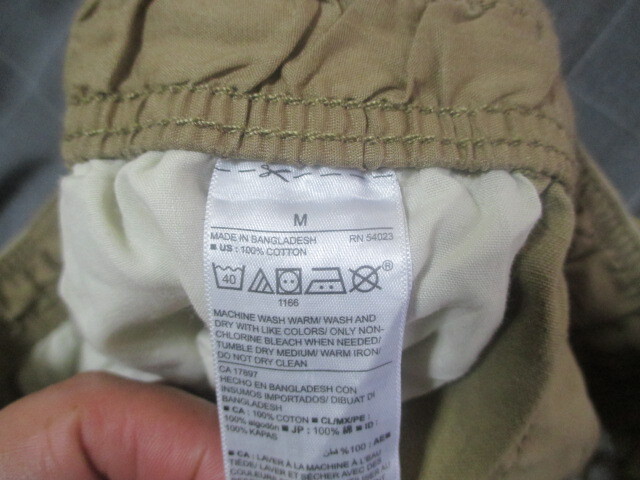 M
MADE IN BANGLADESH RN 54023
■ US: 100% COTTON
40
®
1166
MACHINE WASH WARM/ WASH AND
DRY WITH LIKE COLORS/ ONLY NON-
CHLORINE BLEACH WHEN NEEDED/
TUMBLE DRY MEDIUM/ WARM IRON/
DO NOT DRY CLEAN
CA 17897
HECHO EN BANGLADESH CON
INSUMOS IMPORTADOS/ DIBUAT DI
BANGLADESH
■ CA : 100% COTON ■ CL/MX/PE :
100% algodón ■ JP : 100% 綿 ■ ID :
100% KAPAS
■ CA : LAVER À LA MACHINE À L'EAU
TIÈDE/ LAVER ET SÉCHER AVEC DES